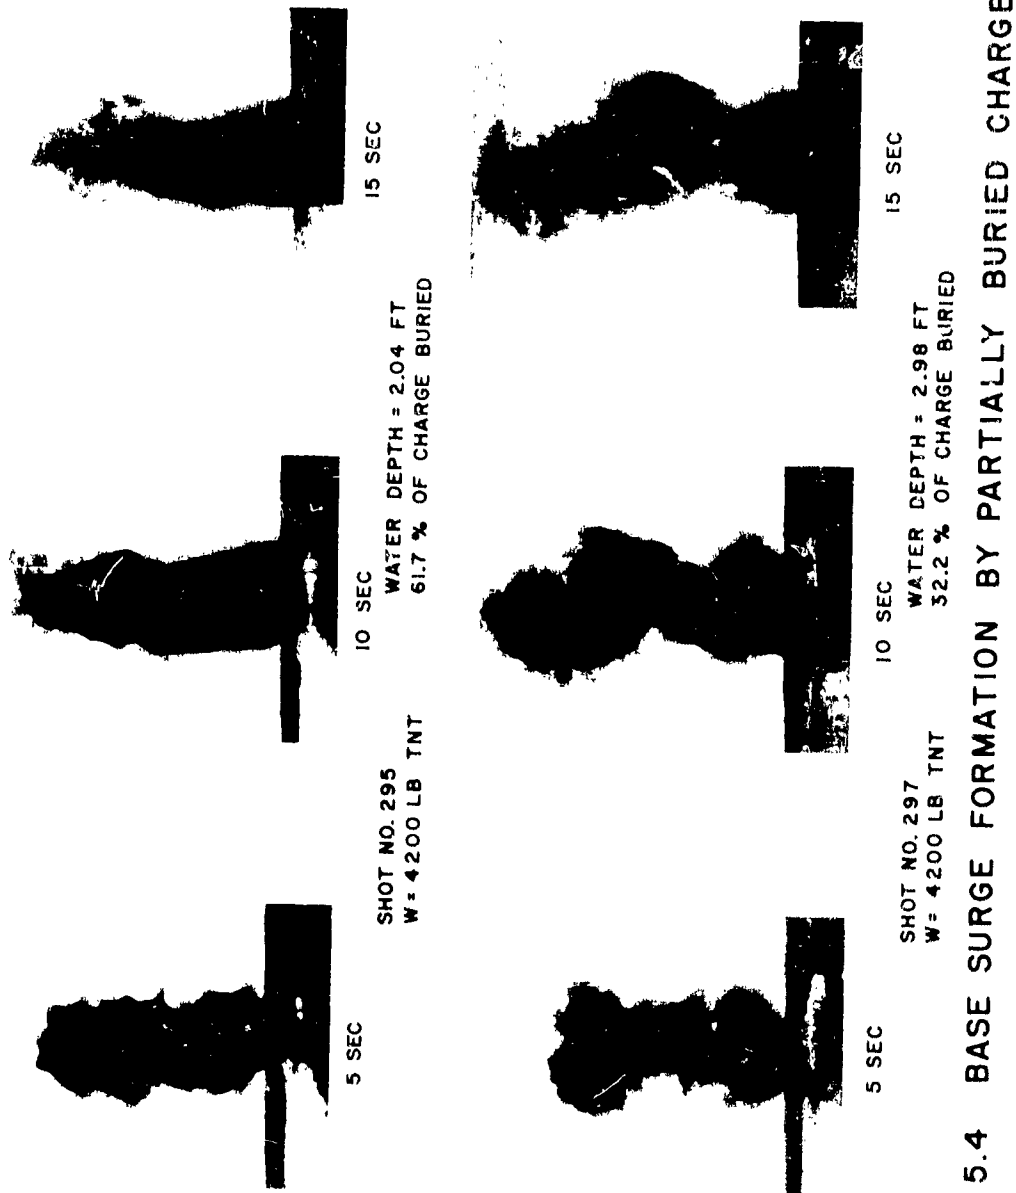 5 SEC
10 SEC
15 SEC
SHOT NO. 295
W = 4200 LB TNT
WATER DEPTH = 2.04 FT
61.7 % OF CHARGE BURIED
5 SEC
10 SEC
15 SEC
SHOT NO. 297
W = 4200 LB TNT
WATER DEPTH = 2.98 FT
32.2 % OF CHARGE BURIED
5.4 BASE SURGE FORMATION BY PARTIALLY BURIED CHARGE